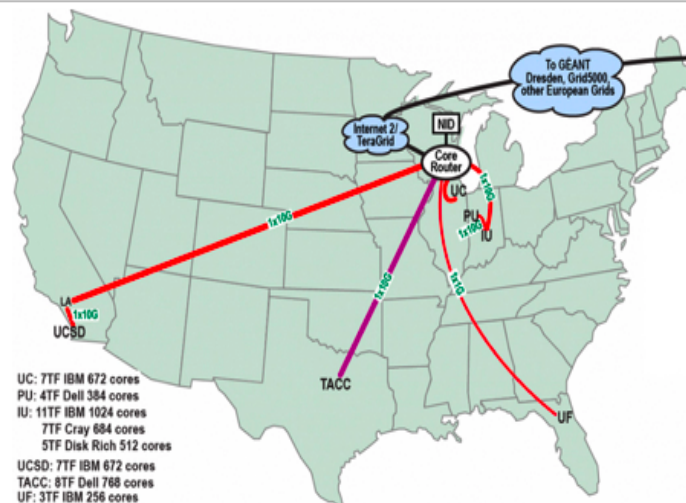 To GÉANT
Dresden, Grid5000,
other European Grids
Internet 2/
TeraGrid
NID
Core
Router
UC
1x10G
PU
1x10G
IU
1x10G
1x10G
1x1G
LA
1x10G
UCSD
TACC
UF
UC: 7TF IBM 672 cores
PU: 4TF Dell 384 cores
IU: 11TF IBM 1024 cores
7TF Cray 684 cores
5TF Disk Rich 512 cores
UCSD: 7TF IBM 672 cores
TACC: 8TF Dell 768 cores
UF: 3TF IBM 256 cores